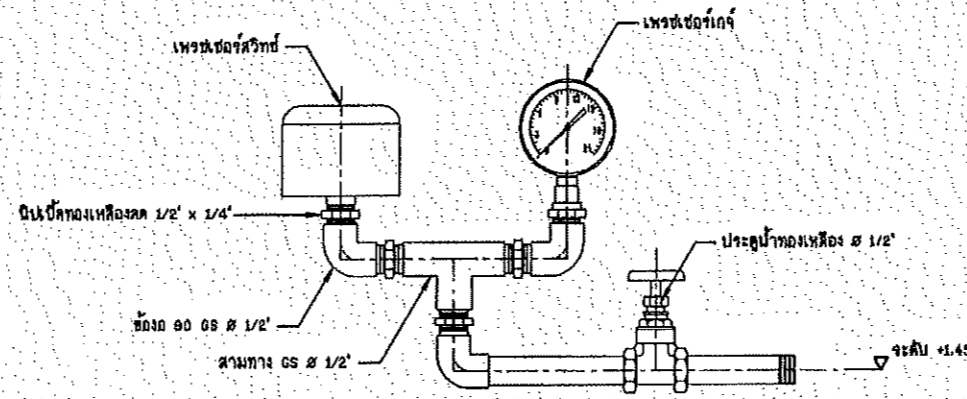 เพรชเชอร์สวิทช์
เพรชเชอร์เกจ์
นิปเปิ้ลทองเหลืองลด 1/2" x 1/4"
ข้องอ 90 GS Ø 1/2"
สามทาง GS Ø 1/2"
ประตูน้ำทองเหลือง Ø 1/2"
ระดับ +1.45